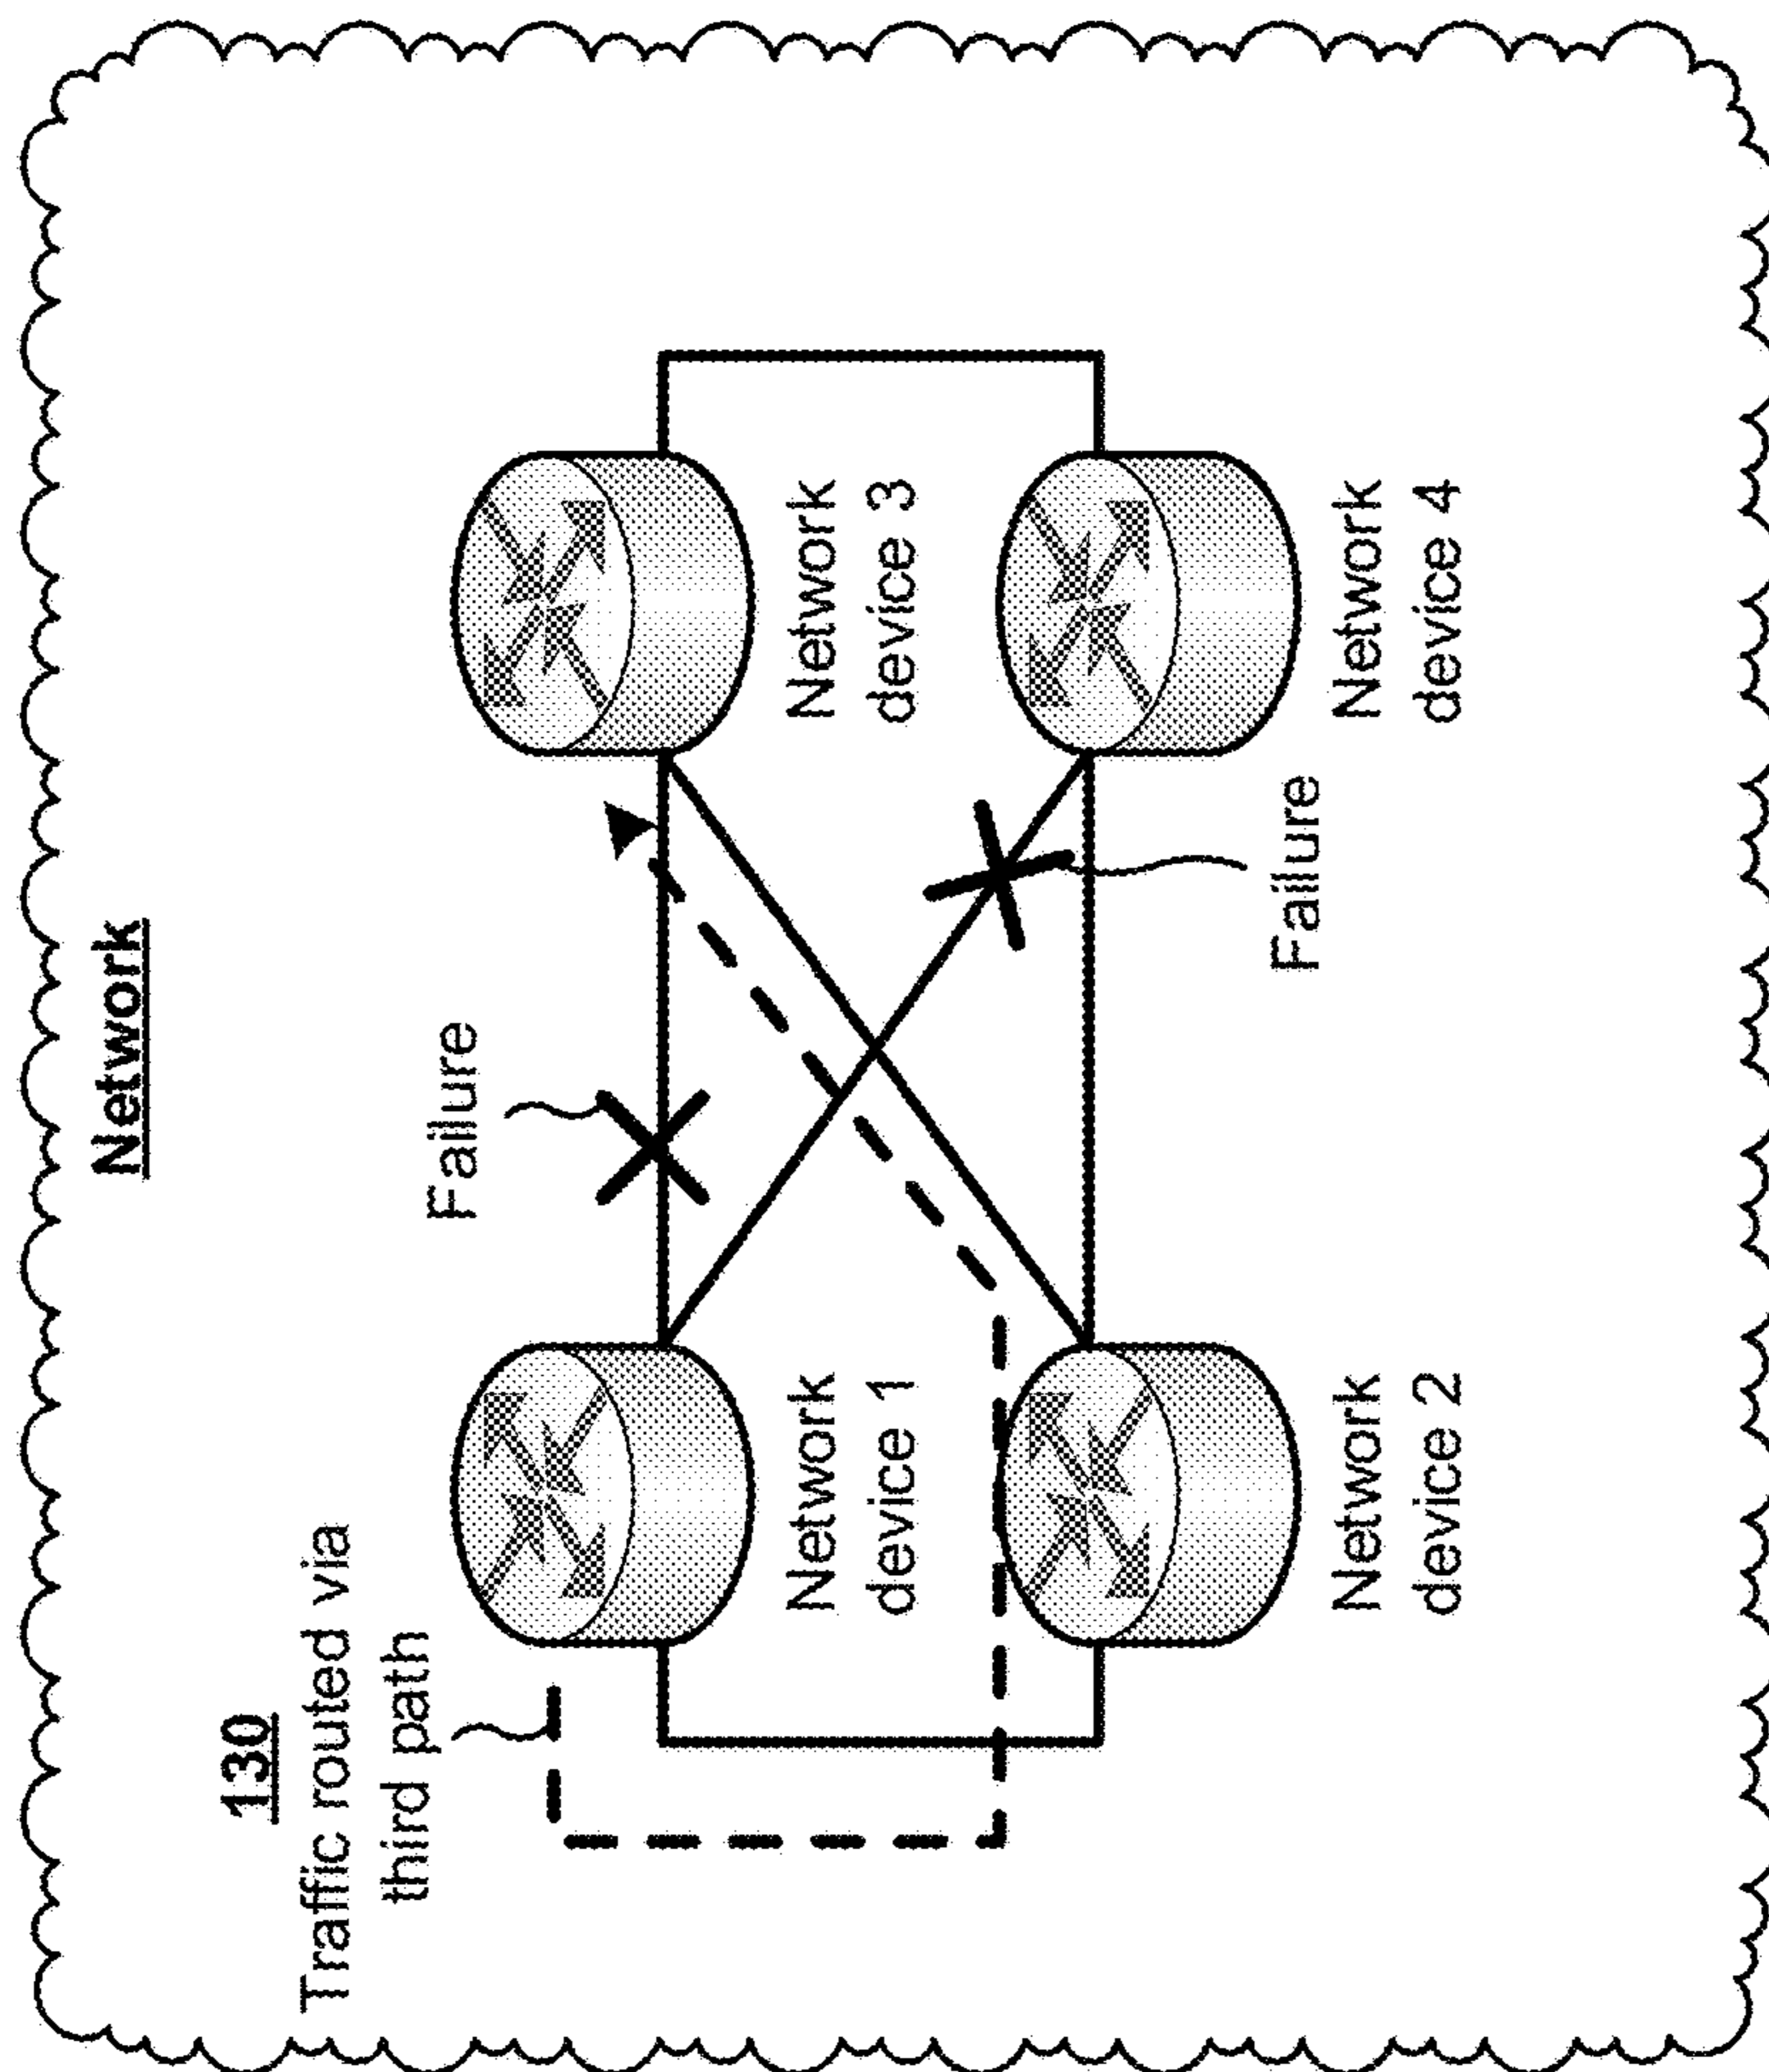 Network
130
Traffic routed via
third path
Failure
Network
device 1
Network
device 3
Failure
Network
device 2
Network
device 4